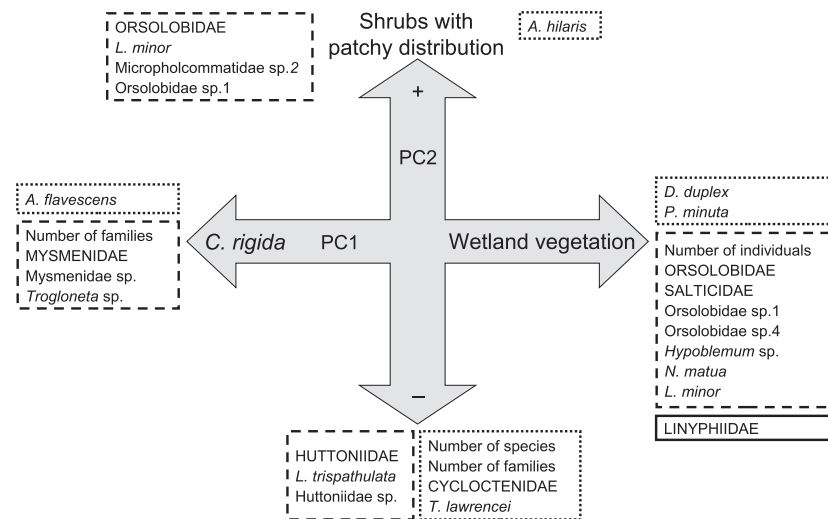 ORSOLOBIDAE
L. minor
Micropholcommatidae sp.2
Orsolobidae sp.1
Shrubs with
patchy distribution
A. hilaris
+
PC2
A. flavescens
Number of families
MYSMENIDAE
Mysmenidae sp.
Trogloneta sp.
C. rigida PC1
Wetland vegetation
D. duplex
P. minuta
Number of individuals
ORSOLOBIDAE
SALTICIDAE
Orsolobidae sp.1
Orsolobidae sp.4
Hypoblemum sp.
N. matua
L. minor
LINYPHIIDAE
–
HUTTONIIDAE
L. trispathulata
Huttoniidae sp.
Number of species
Number of families
CYCLOCTENIDAE
T. lawrencei